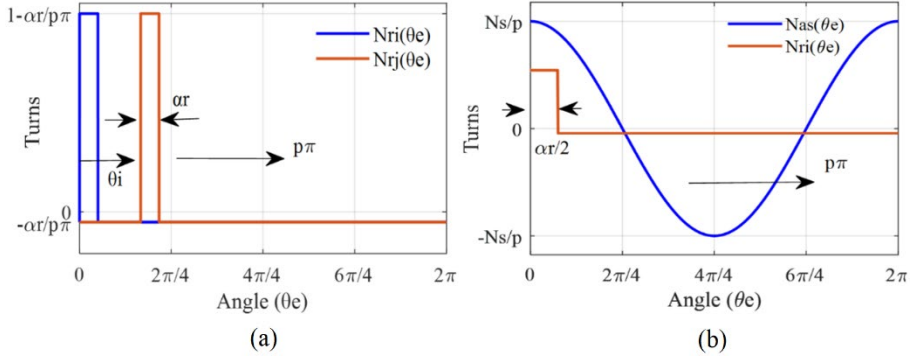 1-αr/pπ
Nri(θe)
Nrj(θe)
αr
pπ
θi
Turns
0
-αr/pπ
0
2π/4
4π/4
6π/4
2π
Angle (θe)
(a)
Ns/p
Nas(θe)
Nri(θe)
Turns
0
αr/2
pπ
-Ns/p
0
2π/4
4π/4
6π/4
2π
Angle (θe)
(b)